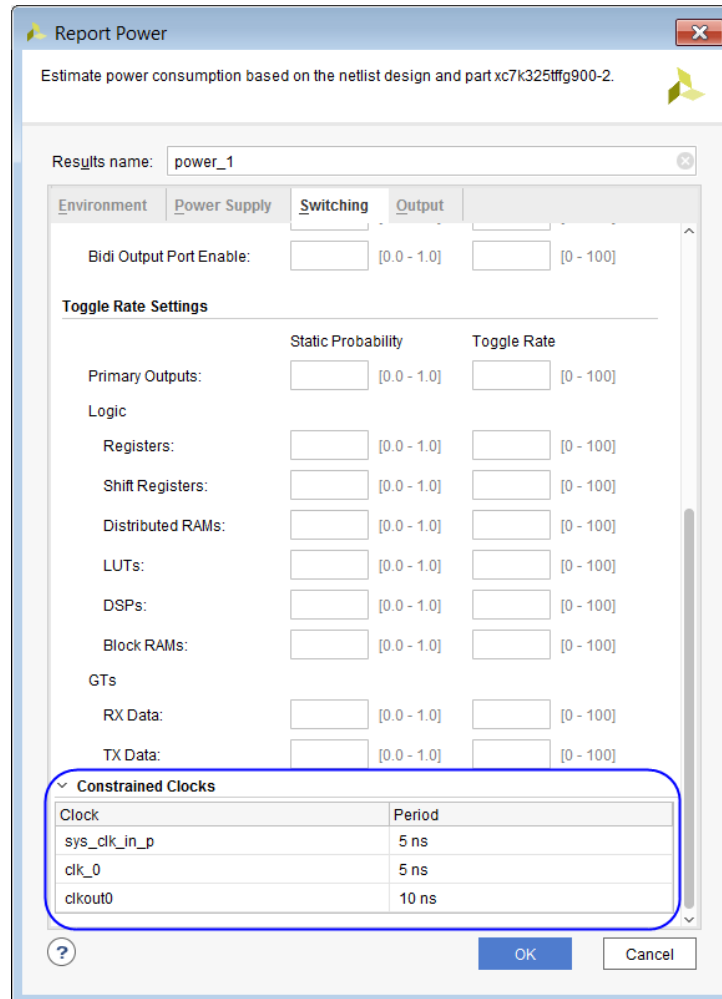 Report Power
Estimate power consumption based on the netlist design and part xc7k325tffg900-2.
Results name: power_1
Environment Power Supply Switching Output
Bidi Output Port Enable: [0.0 - 1.0] [0 - 100]
Toggle Rate Settings
Static Probability Toggle Rate
Primary Outputs: [0.0 - 1.0] [0 - 100]
Logic
Registers: [0.0 - 1.0] [0 - 100]
Shift Registers: [0.0 - 1.0] [0 - 100]
Distributed RAMs: [0.0 - 1.0] [0 - 100]
LUTs: [0.0 - 1.0] [0 - 100]
DSPs: [0.0 - 1.0] [0 - 100]
Block RAMs: [0.0 - 1.0] [0 - 100]
GTs
RX Data: [0.0 - 1.0] [0 - 100]
TX Data: [0.0 - 1.0] [0 - 100]
Constrained Clocks
Clock Period
sys_clk_in_p 5 ns
clk_0 5 ns
clkout0 10 ns
? OK Cancel